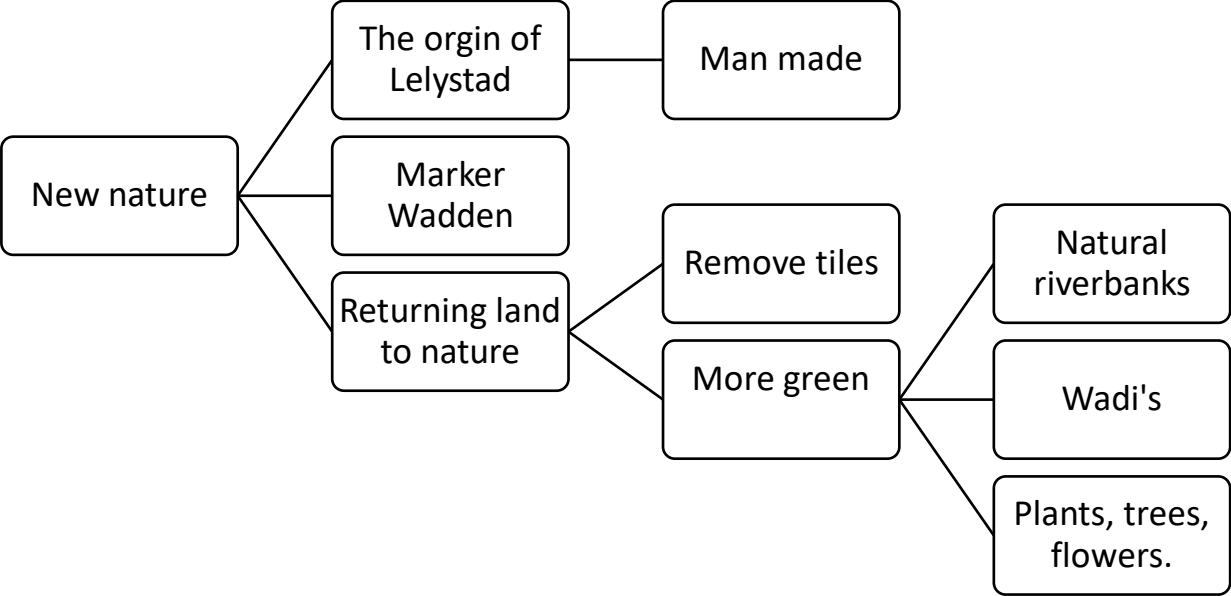 The orgin of
Lelystad
Man made
New nature
Marker
Wadden
Returning land
to nature
Remove tiles
More green
Natural
riverbanks
Wadi's
Plants, trees,
flowers.